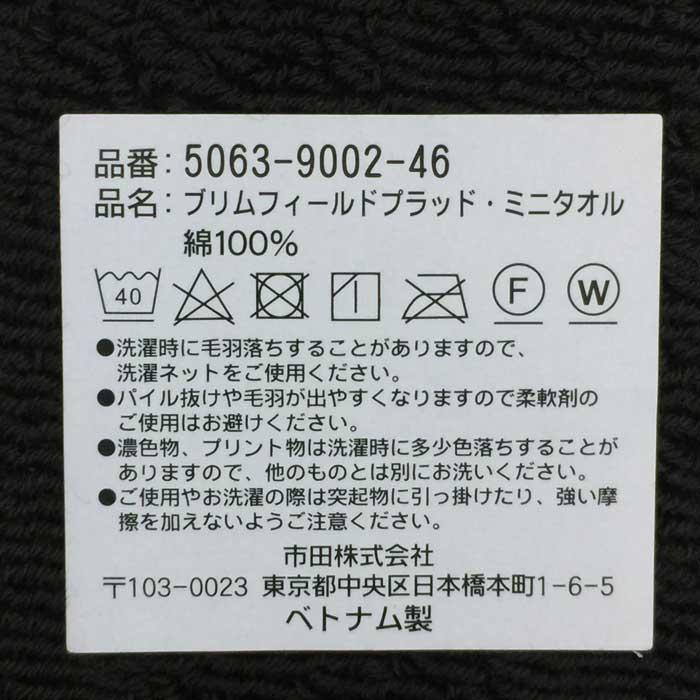 品番: 5063-9002-46
品名: ブリムフィールドプラッド・ミニタオル
綿100%
40 F W
●洗濯時に毛羽落ちすることがありますので、
洗濯ネットをご使用ください。
●パイル抜けや毛羽が出やすくなりますので柔軟剤の
ご使用はお避けください。
●濃色物、プリント物は洗濯時に多少色落ちすることが
ありますので、他のものとは別にお洗いください。
●ご使用やお洗濯の際は突起物に引っ掛けたり、強い摩
擦を加えないようご注意ください。
市田株式会社
〒103-0023 東京都中央区日本橋本町1-6-5
ベトナム製